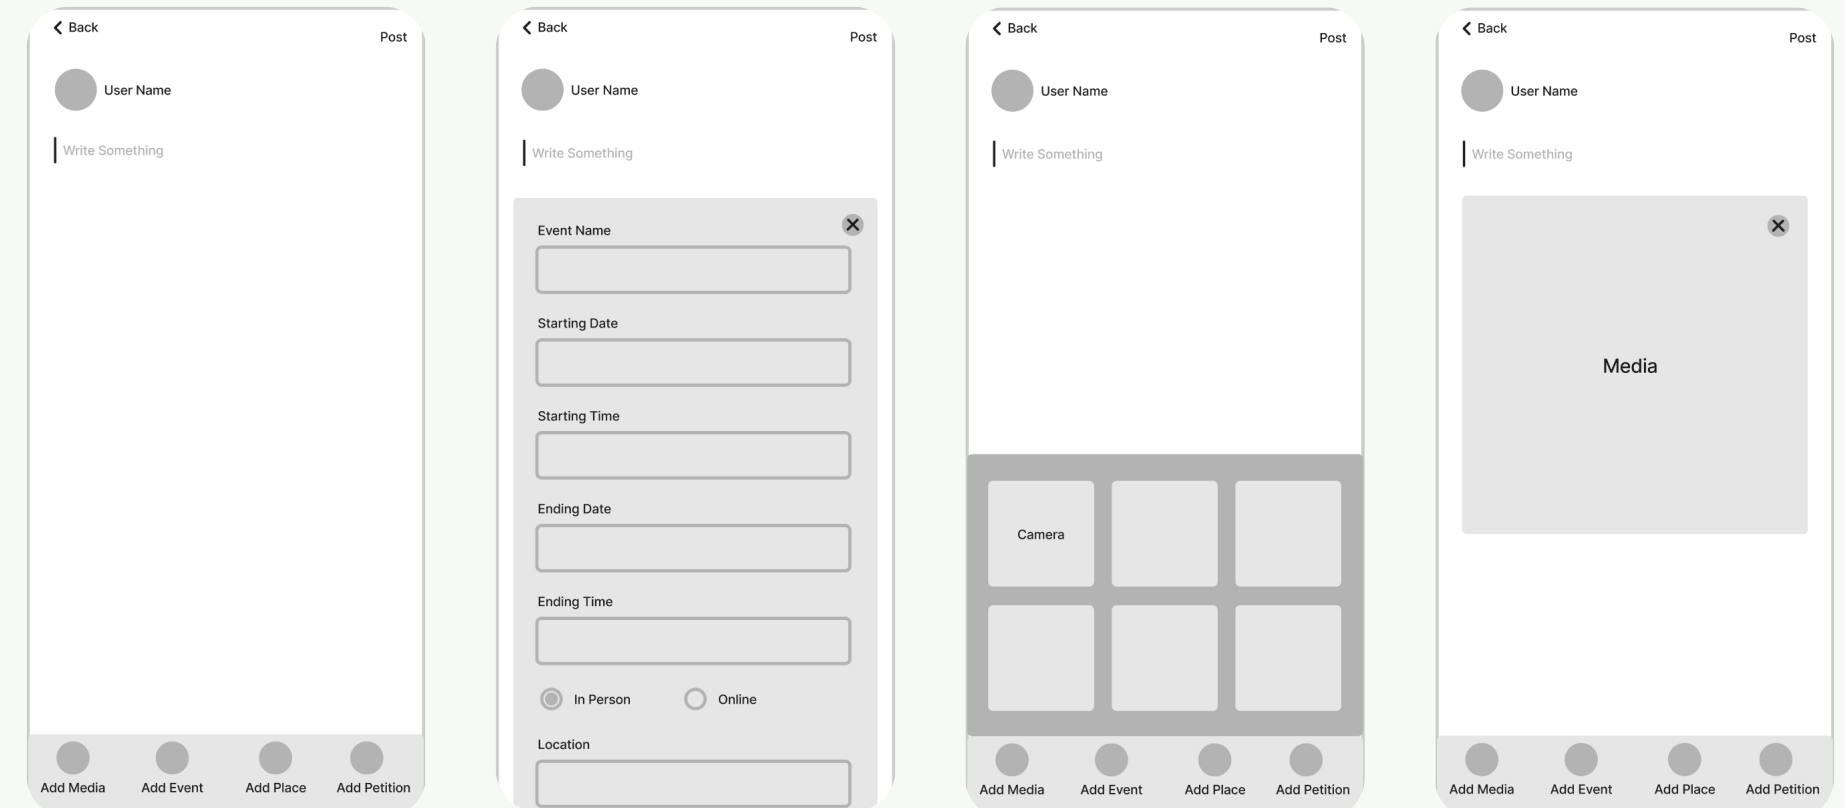 Back
Post
User Name
Write Something
Add Media
Add Event
Add Place
Add Petition
Back
Post
User Name
Write Something
Event Name
Starting Date
Starting Time
Ending Date
Ending Time
In Person
Online
Location
Back
Post
User Name
Write Something
Camera
Add Media
Add Event
Add Place
Add Petition
Back
Post
User Name
Write Something
Media
Add Media
Add Event
Add Place
Add Petition